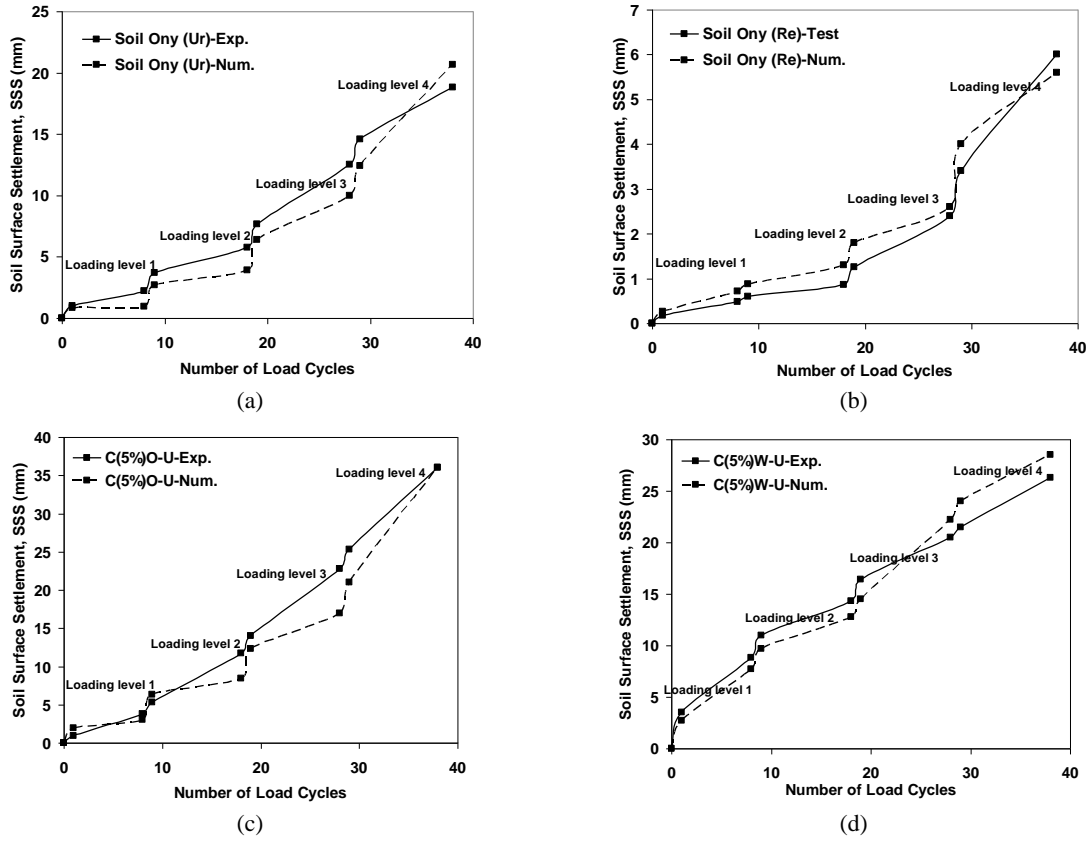 25
20
15
10
5
0
0 10 20 30 40
Soil Surface Settlement, SSS (mm)
Number of Load Cycles
Soil Ony (Ur)-Exp.
Soil Ony (Ur)-Num.
Loading level 4
Loading level 3
Loading level 2
Loading level 1
(a)
7
6
5
4
3
2
1
0
0 10 20 30 40
Soil Surface Settlement, SSS (mm)
Number of Load Cycles
Soil Ony (Re)-Test
Soil Ony (Re)-Num.
Loading level 4
Loading level 3
Loading level 2
Loading level 1
(b)
40
35
30
25
20
15
10
5
0
0 10 20 30 40
Soil Surface Settlement, SSS (mm)
Number of Load Cycles
C(5%)O-U-Exp.
C(5%)O-U-Num.
Loading level 4
Loading level 3
Loading level 2
Loading level 1
(c)
30
25
20
15
10
5
0
0 10 20 30 40
Soil Surface Settlement, SSS (mm)
Number of Load Cycles
C(5%)W-U-Exp.
C(5%)W-U-Num.
Loading level 4
Loading level 3
Loading level 2
Loading level 1
(d)